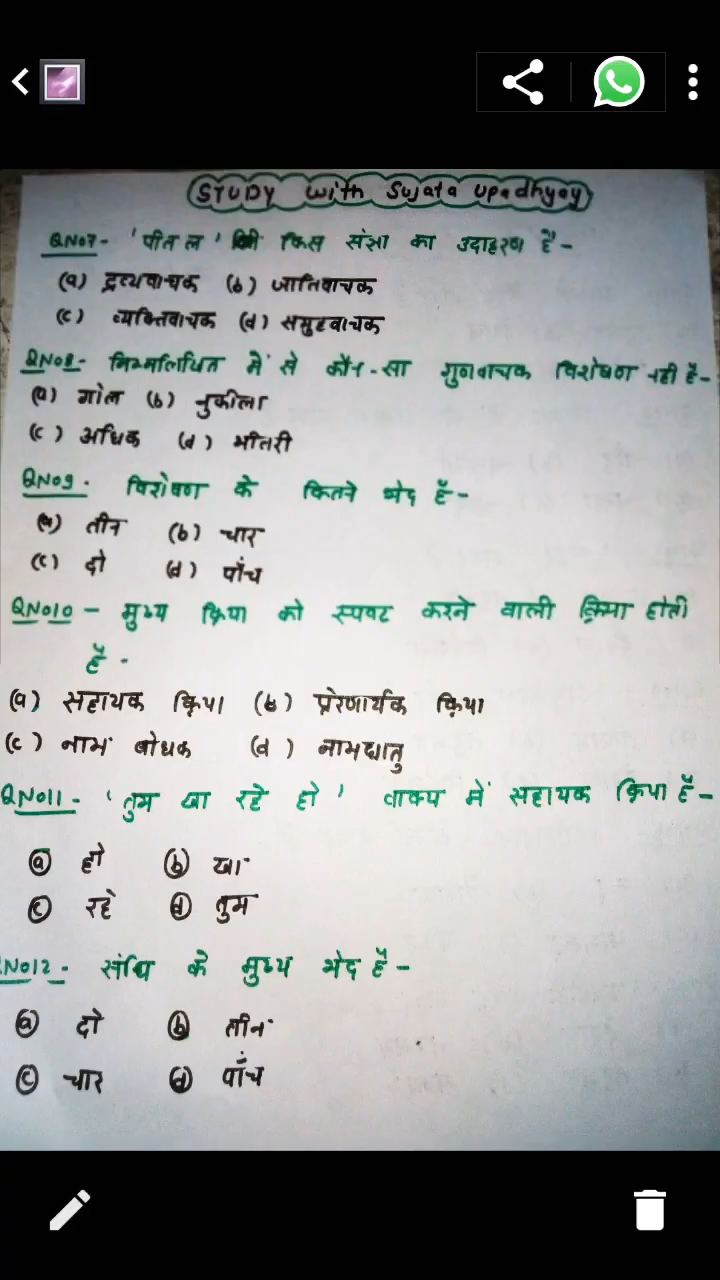 STUDY with Sujata Upadhyay
QNO7- 'पीतल' किस संज्ञा का उदाहरण है -
(a) द्रव्यवाचक (b) जातिवाचक
(c) व्यक्तिवाचक (d) समुहवाचक
QNO8- निम्नलिखित में से कौन-सा गुणवाचक विशेषण नही है-
(a) गोल (b) नुकीला
(c) अधिक (d) भीतरी
QNO9- विशेषण के कितने भेद है -
(a) तीन (b) चार
(c) दो (d) पाँच
QNO10 - मुख्य क्रिया को स्पष्ट करने वाली क्रिया होती
है -
(a) सहायक क्रिया (b) प्रेरणार्थक क्रिया
(c) नाम बोधक (d) नामधातु
QNO11- 'तुम खा रहे हो' वाक्य में सहायक क्रिया है -
(a) हो (b) खा
(c) रहे (d) तुम
NO12- संधि के मुख्य भेद है -
(a) दो (b) तीन
(c) चार (d) पाँच